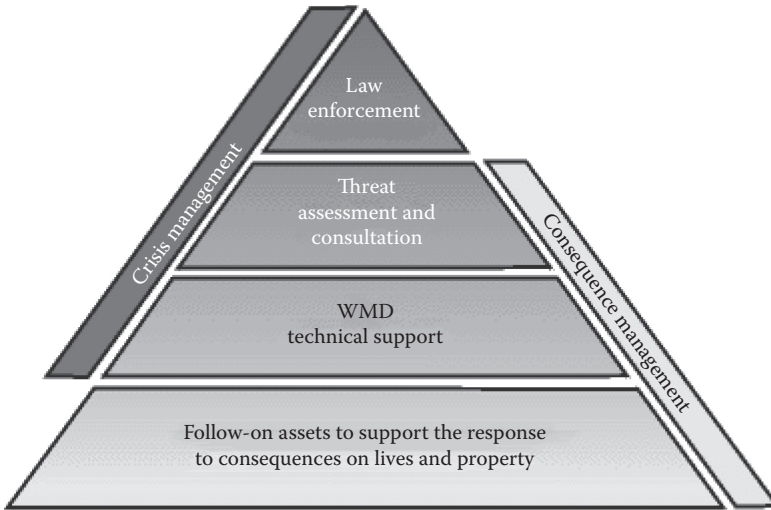 Law
enforcement
Threat
assessment and
consultation
WMD
technical support
Follow-on assets to support the response
to consequences on lives and property
Crisis management
Consequence management